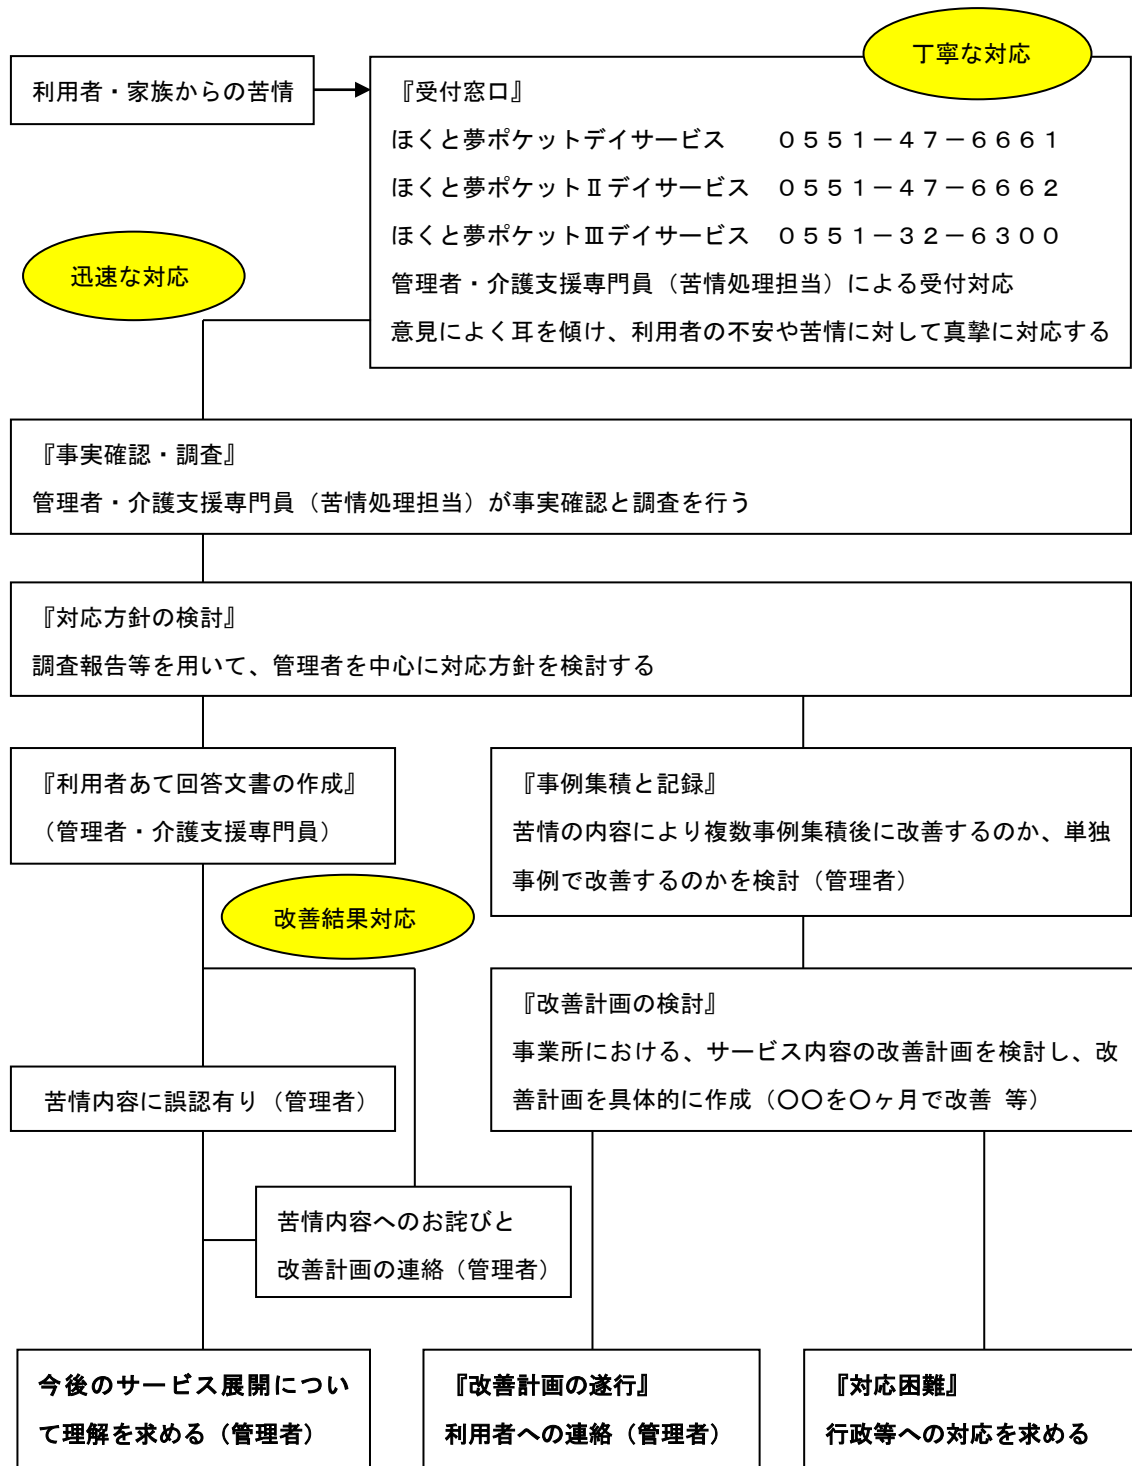 丁寧な対応
利用者・家族からの苦情
『受付窓口』
ほくと夢ポケットデイサービス　　０５５１－４７－６６６１
ほくと夢ポケットⅡデイサービス　０５５１－４７－６６６２
ほくと夢ポケットⅢデイサービス　０５５１－３２－６３００
管理者・介護支援専門員（苦情処理担当）による受付対応
意見によく耳を傾け、利用者の不安や苦情に対して真摯に対応する
迅速な対応
『事実確認・調査』
管理者・介護支援専門員（苦情処理担当）が事実確認と調査を行う
『対応方針の検討』
調査報告等を用いて、管理者を中心に対応方針を検討する
『利用者あて回答文書の作成』
（管理者・介護支援専門員）
『事例集積と記録』
苦情の内容により複数事例集積後に改善するのか、単独
事例で改善するのかを検討（管理者）
改善結果対応
『改善計画の検討』
事業所における、サービス内容の改善計画を検討し、改
善計画を具体的に作成（〇〇を〇ヶ月で改善 等）
苦情内容に誤認有り（管理者）
苦情内容へのお詫びと
改善計画の連絡（管理者）
今後のサービス展開につい
て理解を求める（管理者）
『改善計画の遂行』
利用者への連絡（管理者）
『対応困難』
行政等への対応を求める